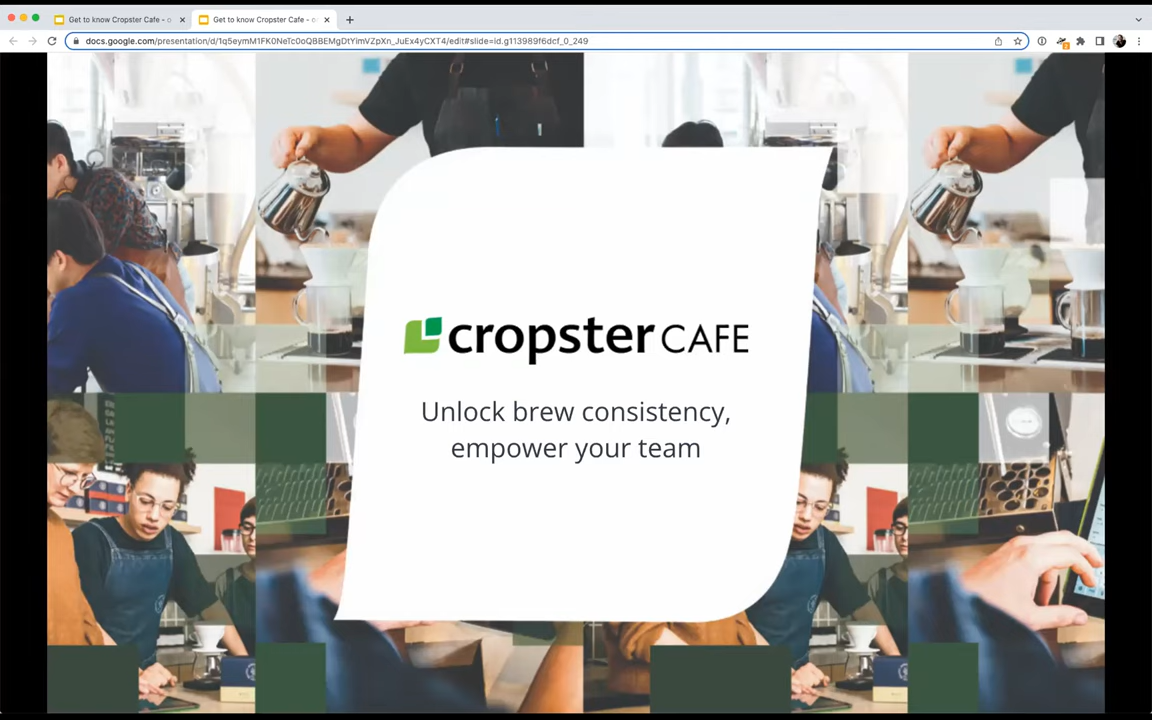 Get to know Cropster Cafe - o
Get to know Cropster Cafe - o
docs.google.com/presentation/d/1q5eymM1FK0NeTc0oQBBEMgDtYimVZpXn_JuEx4yCXT4/edit#slide=id.g113989f6dcf_0_249
cropster CAFE
Unlock brew consistency,
empower your team